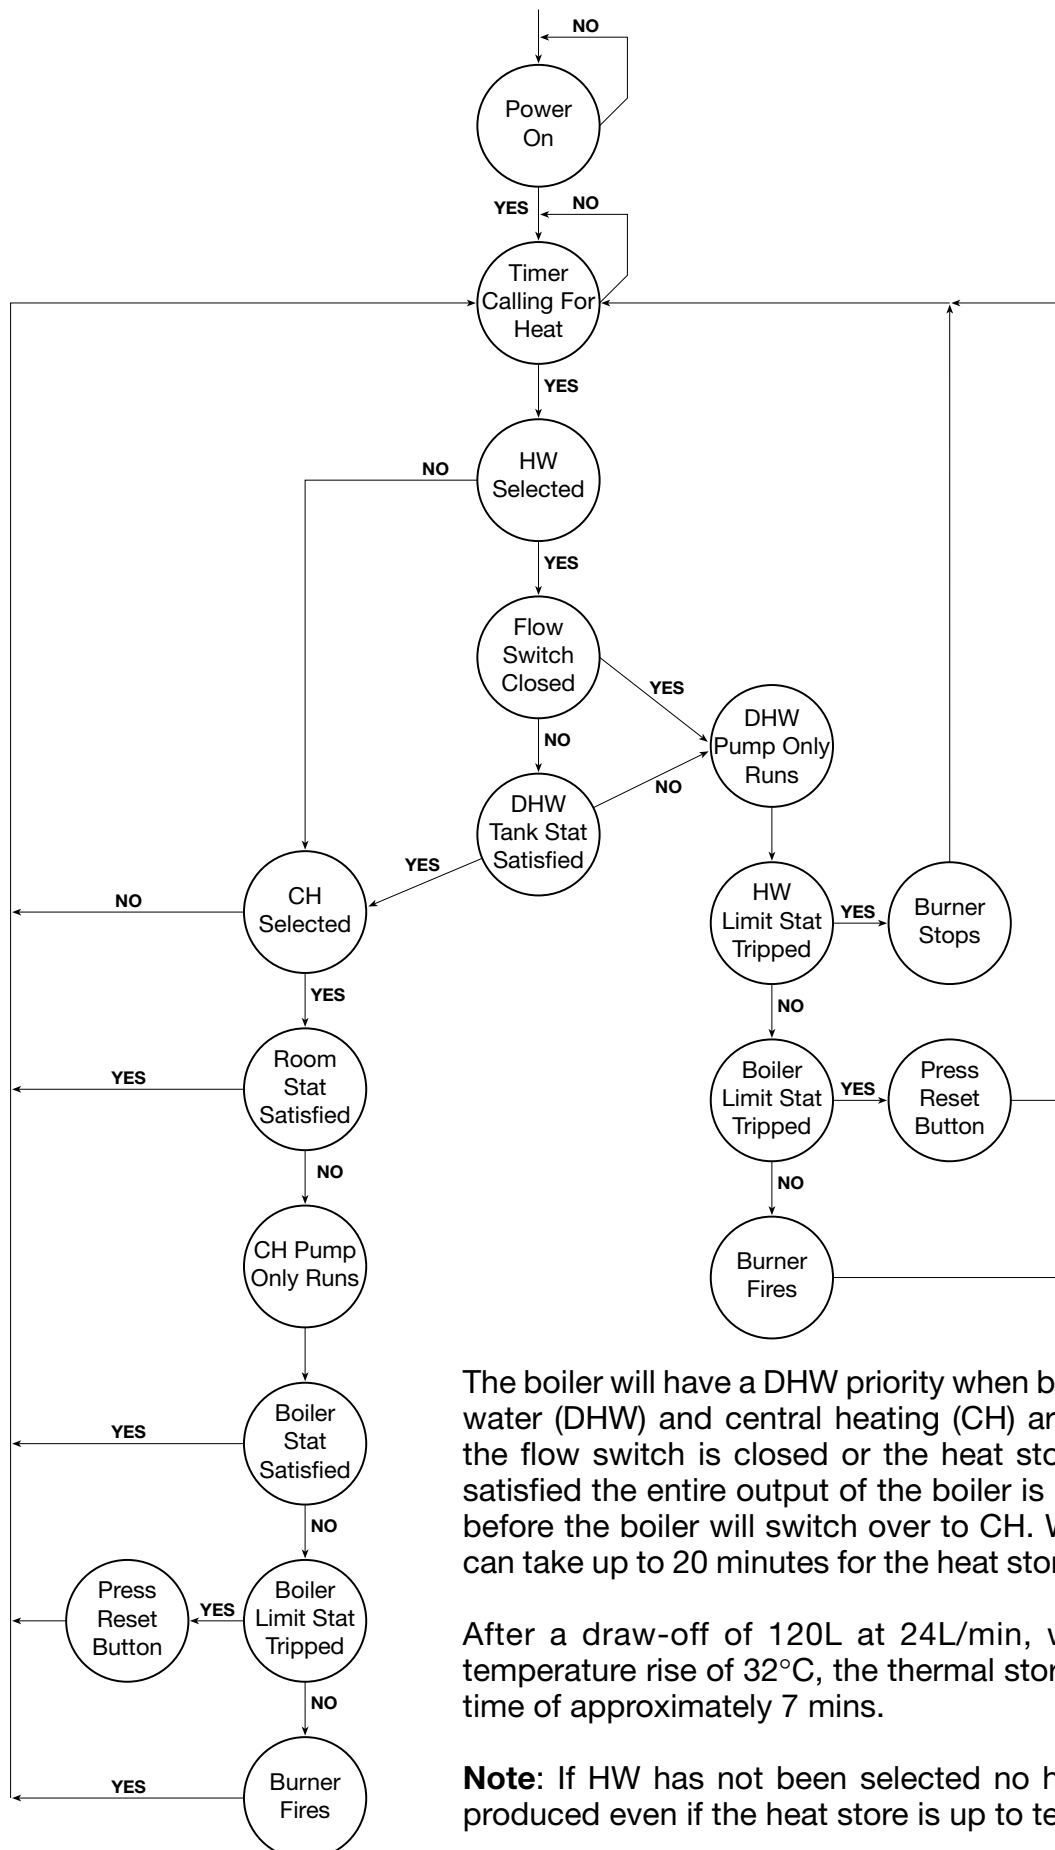 NO
Power
On
YES
NO
Timer
Calling For
Heat
YES
HW
Selected
NO
YES
Flow
Switch
Closed
YES
NO
DHW
Pump Only
Runs
DHW
Tank Stat
Satisfied
NO
YES
CH
Selected
NO
HW
Limit Stat
Tripped
YES
Burner
Stops
YES
NO
Room
Stat
Satisfied
YES
Boiler
Limit Stat
Tripped
YES
Press
Reset
Button
NO
NO
CH Pump
Only Runs
Burner
Fires
Boiler
Stat
Satisfied
YES
NO
Boiler
Limit Stat
Tripped
YES
Press
Reset
Button
NO
Burner
Fires
YES
The boiler will have a DHW priority when b
water (DHW) and central heating (CH) ar
the flow switch is closed or the heat sto
satisfied the entire output of the boiler is
before the boiler will switch over to CH. W
can take up to 20 minutes for the heat stor
After a draw-off of 120L at 24L/min, w
temperature rise of 32°C, the thermal stor
time of approximately 7 mins.
Note: If HW has not been selected no h
produced even if the heat store is up to te